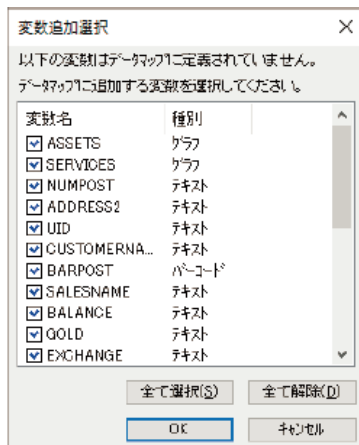 変数追加選択
以下の変数はデータマップに定義されていません。
データマップに追加する変数を選択してください。
変数名 種別
ASSETS グラフ
SERVICES グラフ
NUMPOST テキスト
ADDRESS2 テキスト
UID テキスト
CUSTOMERNA... テキスト
BARPOST バーコード
SALESNAME テキスト
BALANCE テキスト
GOLD テキスト
EXCHANGE テキスト
全て選択(S) 全て解除(D)
OK キャンセル